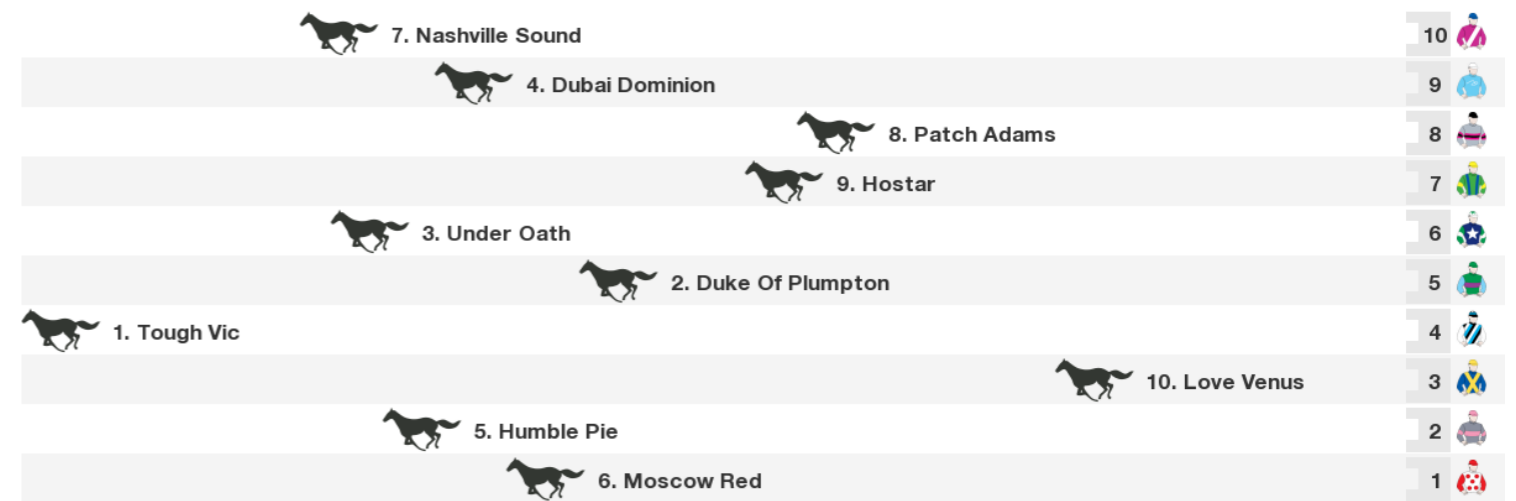 7. Nashville Sound 10
4. Dubai Dominion 9
8. Patch Adams 8
9. Hostar 7
3. Under Oath 6
2. Duke Of Plumpton 5
1. Tough Vic 4
10. Love Venus 3
5. Humble Pie 2
6. Moscow Red 1